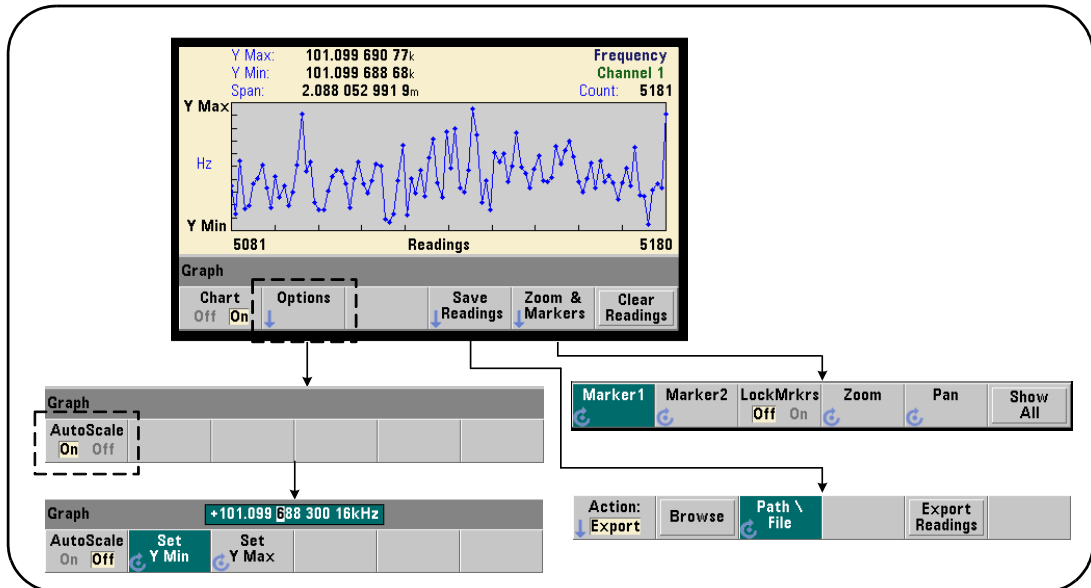 Y Max: 101.099 690 77k Frequency
Y Min: 101.099 688 68k Channel 1
Span: 2.088 052 991 9m Count: 5181
Y Max
Hz
Y Min
5081 Readings 5180
Graph
Chart Options Save Zoom & Clear
Off On Readings Markers Readings
Graph
AutoScale
On Off
Marker1 Marker2 LockMrkrs Zoom Pan Show
Off On All
Graph +101.099 688 300 16kHz
AutoScale Set Set
On Off Y Min Y Max
Action: Browse Path \ Export
Export File Readings